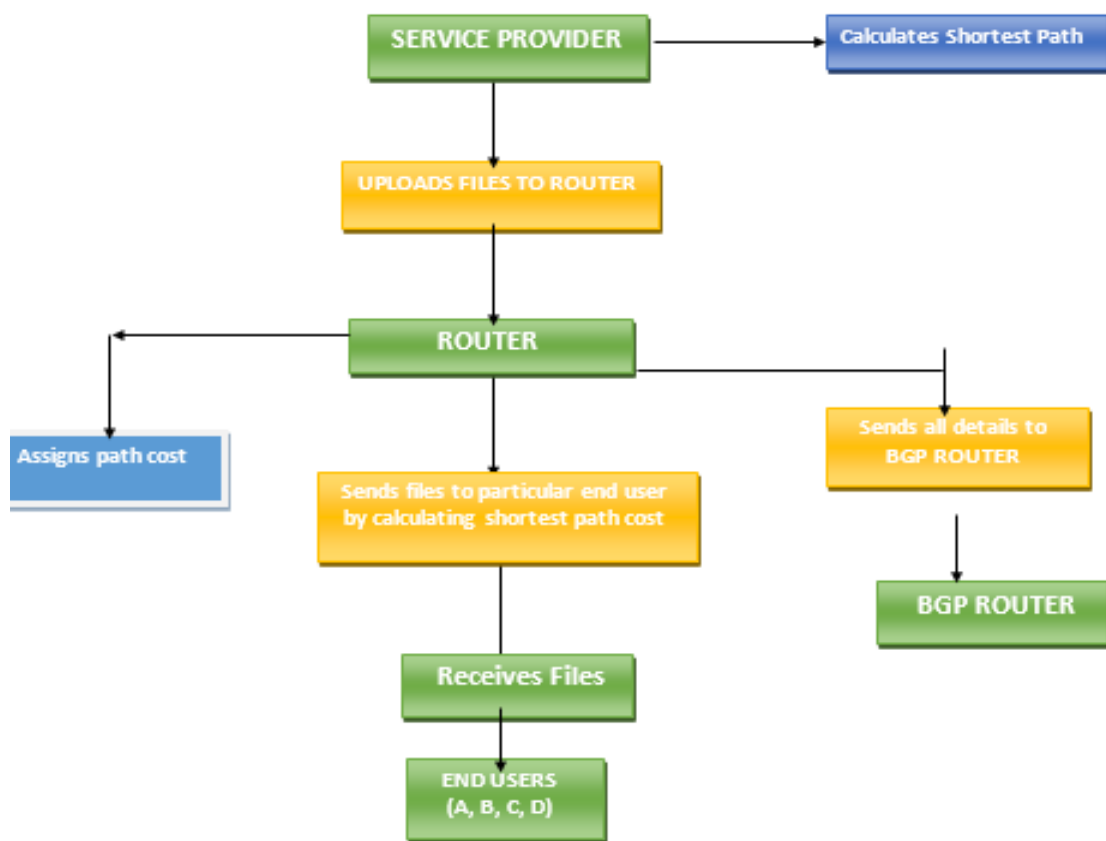 SERVICE PROVIDER
Calculates Shortest Path
UPLOADS FILES TO ROUTER
ROUTER
Assigns path cost
Sends all details to
BGP ROUTER
Sends files to particular end user
by calculating shortest path cost
BGP ROUTER
Receives Files
END USERS
(A, B, C, D)